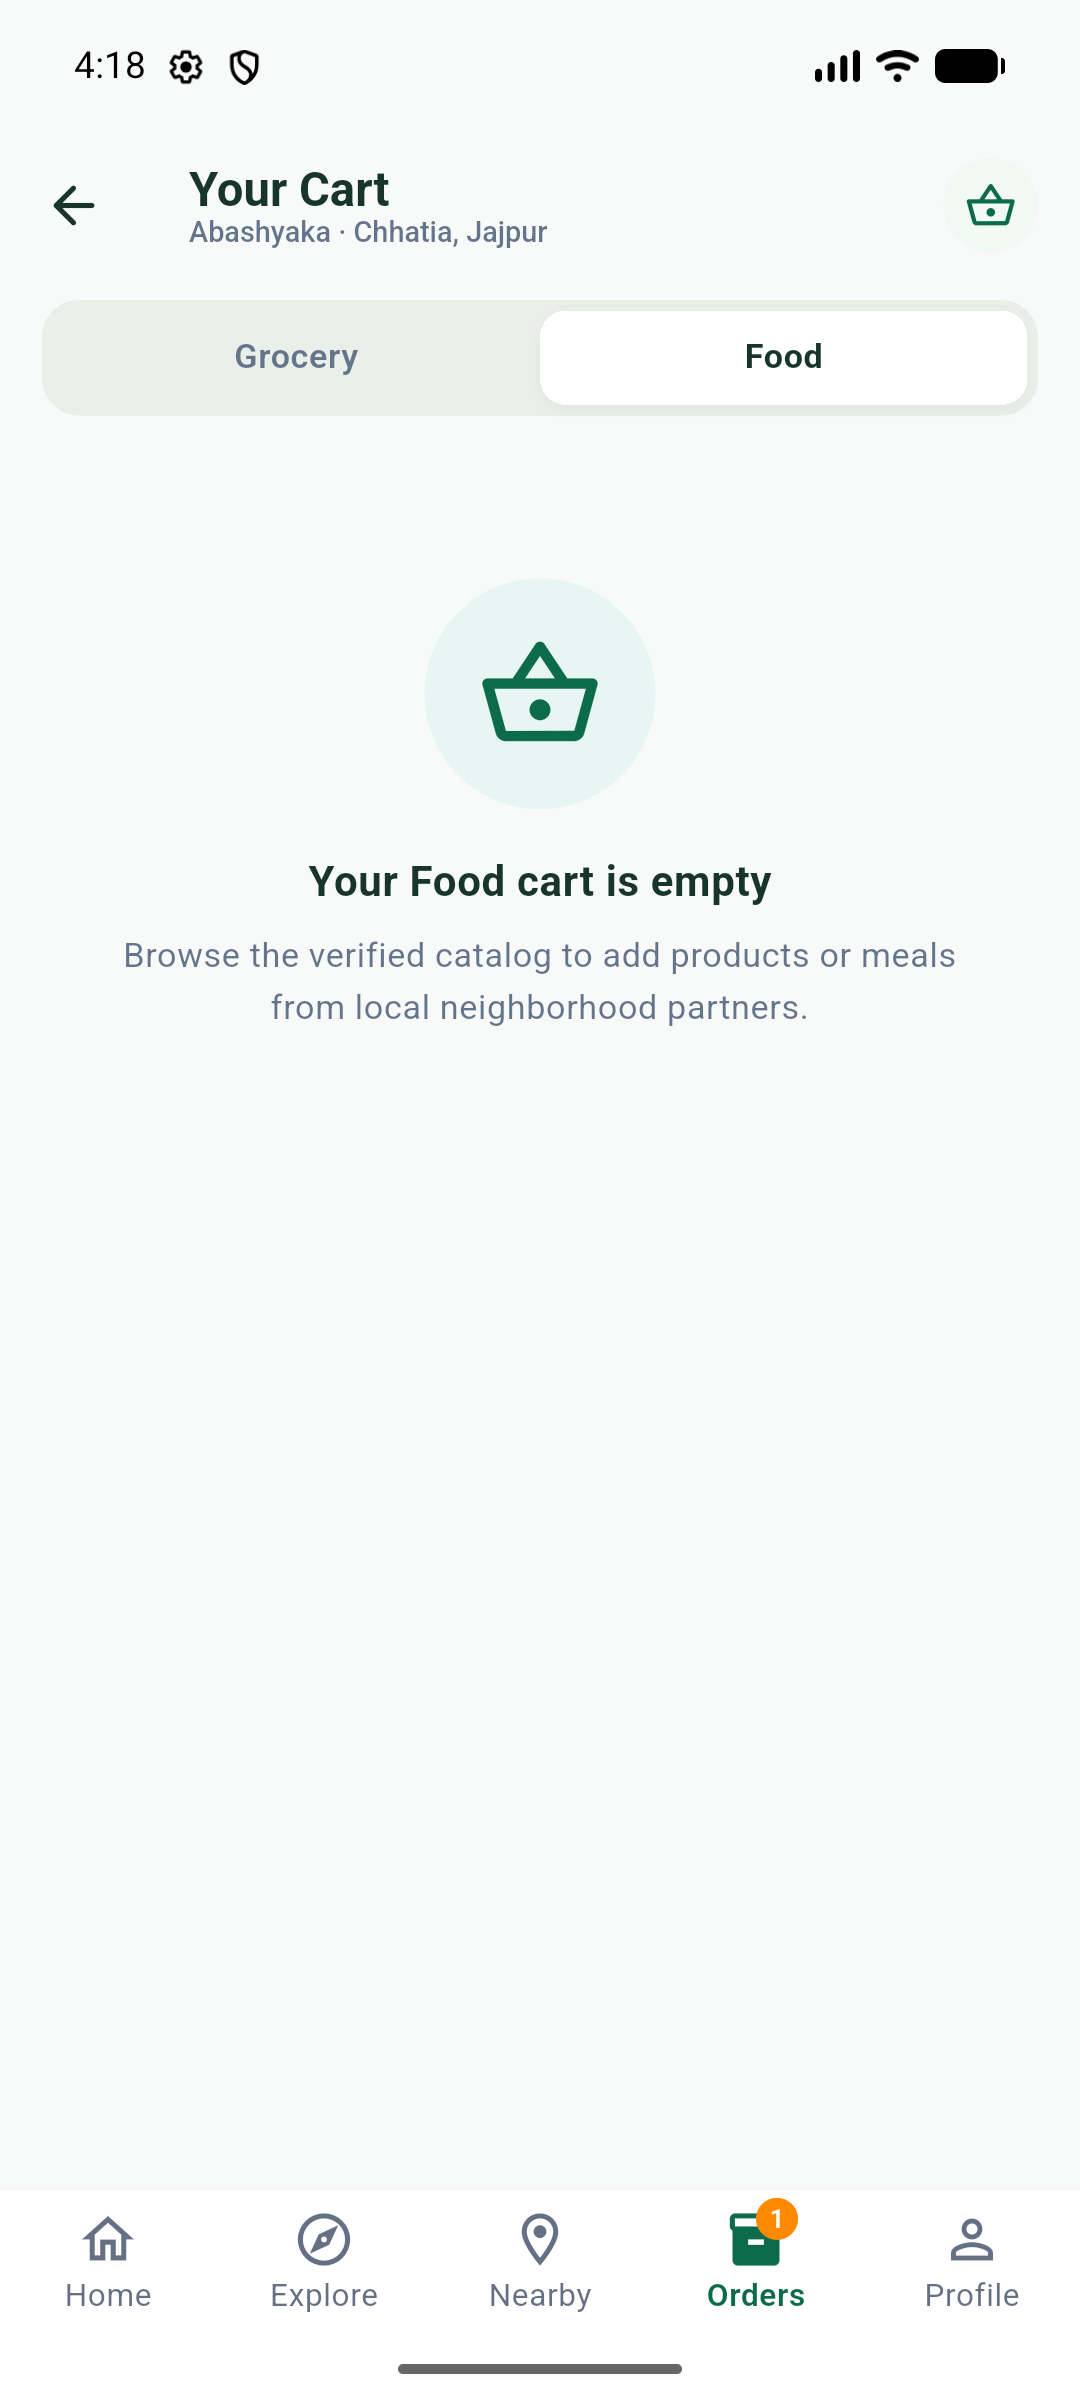 4:18
Your Cart
Abashyaka · Chhatia, Jajpur
Grocery
Food
Your Food cart is empty
Browse the verified catalog to add products or meals
from local neighborhood partners.
1
Home
Explore
Nearby
Orders
Profile